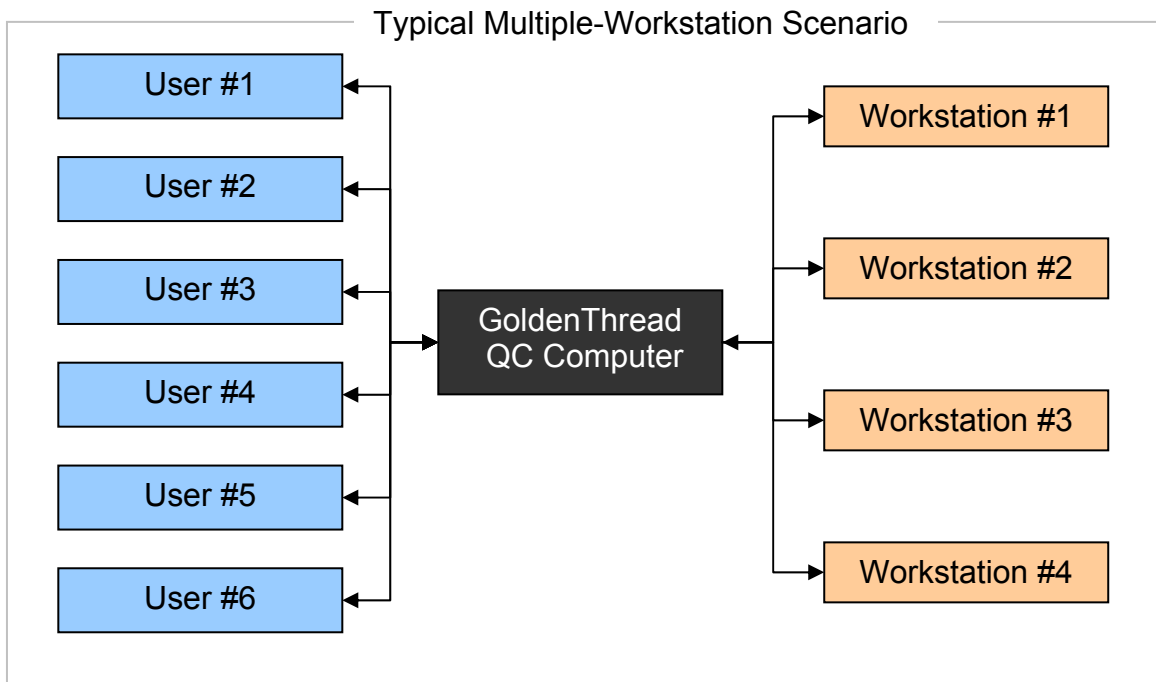 Typical Multiple-Workstation Scenario
User #1
User #2
User #3
User #4
User #5
User #6
GoldenThread
QC Computer
Workstation #1
Workstation #2
Workstation #3
Workstation #4